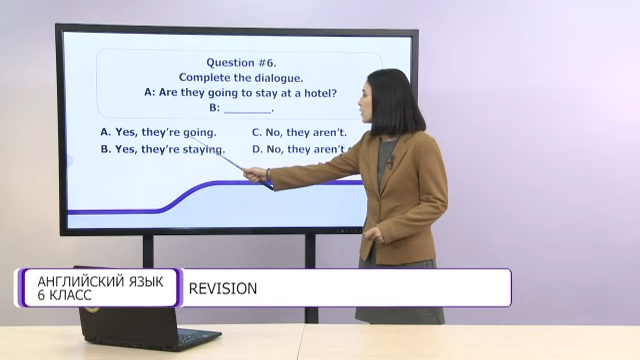 Question #6.
Complete the dialogue.
A: Are they going to stay at a hotel?
B: _______.
A. Yes, they're going.
C. No, they aren't.
B. Yes, they're staying.
D. No, they aren't
АНГЛИЙСКИЙ ЯЗЫК
6 КЛАСС
REVISION